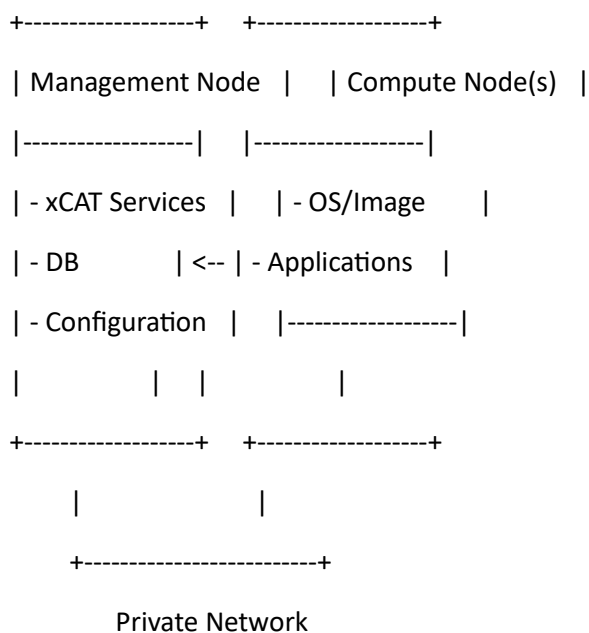 +-------------------+    +-------------------+
| Management Node   |    | Compute Node(s)   |
|-------------------|    |-------------------|
| - xCAT Services   |    | - OS/Image        |
| - DB              | <-- | - Applications    |
| - Configuration   |    |-------------------|
|                   |    |                   |
+-------------------+    +-------------------+
|                    |
+--------------------------+
Private Network